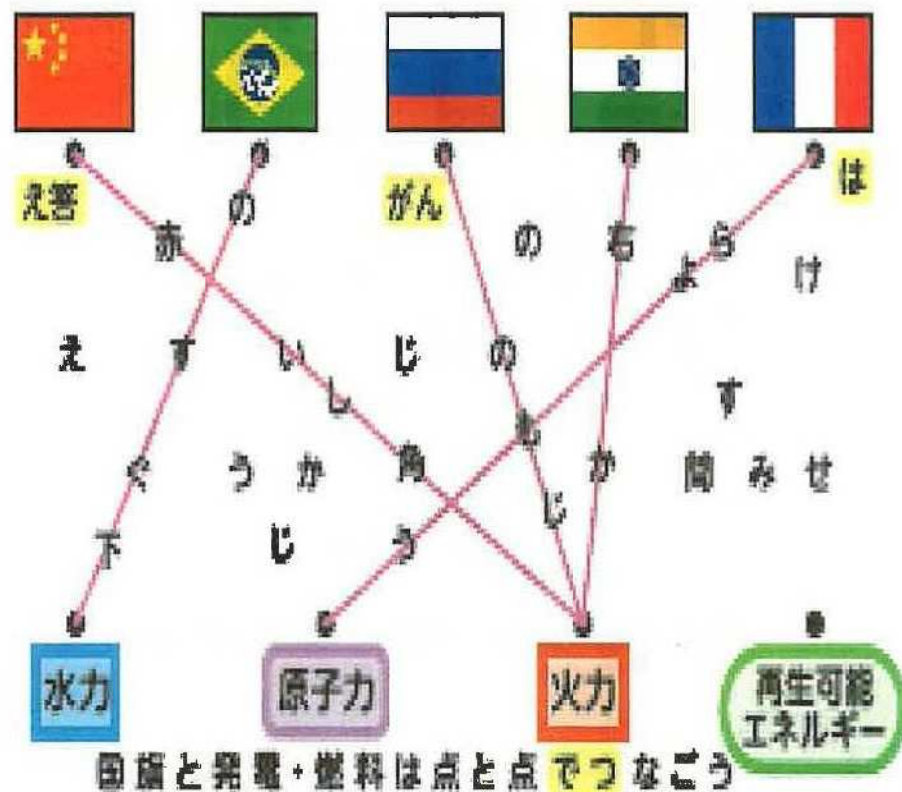 え答 の がん は
赤 の ら
よ け
え す い じ の
し す
も
ぐ う か 角 か 間 み せ
じ
下 じ う
水力 原子力 火力 再生可能
エネルギー
国旗と発電・燃料は点と点でつなごう